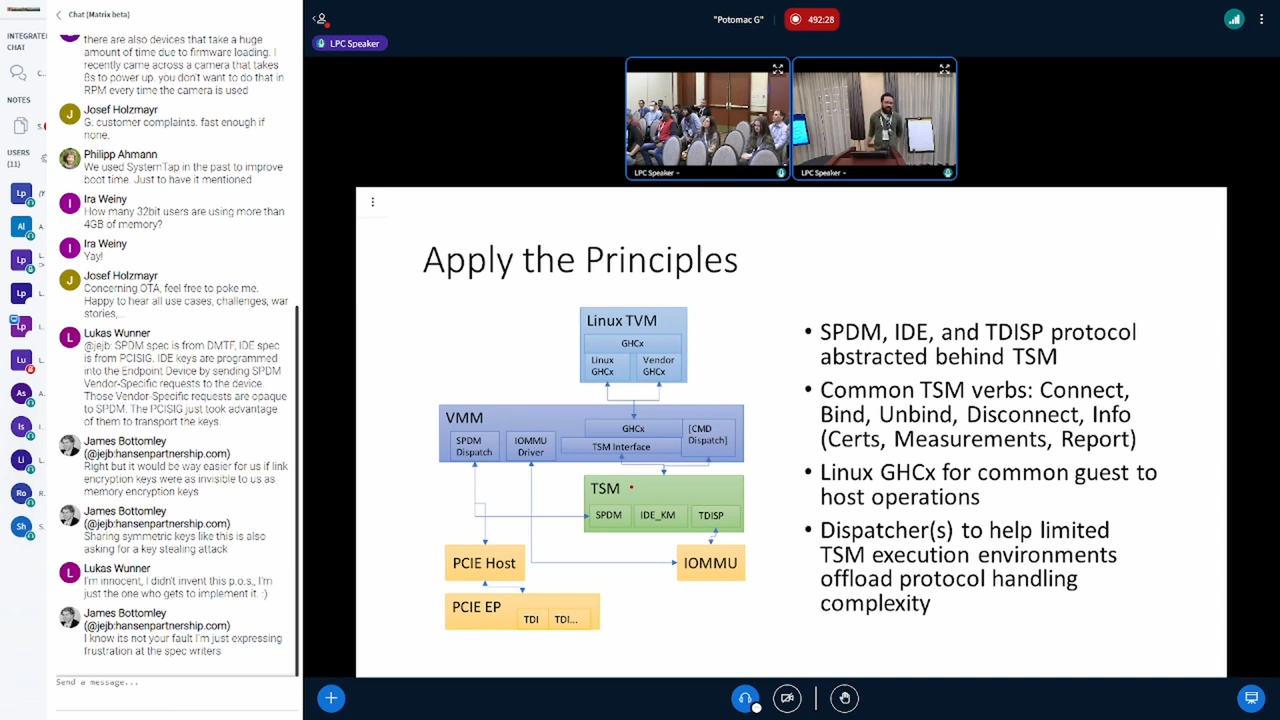 INTEGRATE
CHAT
C.
NOTES
S.
USERS
(11)
Lp
Al
A.
Lp
L.
Lp
L.
Lp
L.
Lu
L.
As
A.
Is
I.
Li
L.
Ro
R.
Sh
S.
Chat [Matrix beta]
there are also devices that take a huge
amount of time due to firmware loading. I
recently came across a camera that takes
8s to power up. you don't want to do that in
RPM every time the camera is used
J
Josef Holzmayr
G. customer complaints. fast enough if
none.
Philipp Ahmann
We used SystemTap in the past to improve
boot time. Just to have it mentioned
I
Ira Weiny
How many 32bit users are using more than
4GB of memory?
I
Ira Weiny
Yay!
J
Josef Holzmayr
Concerning OTA, feel free to poke me.
Happy to hear all use cases, challenges, war
stories,...
L
Lukas Wunner
@jejb: SPDM spec is from DMTF, IDE spec
is from PCISIG. IDE keys are programmed
into the Endpoint Device by sending SPDM
Vendor-Specific requests to the device.
Those Vendor-Specific requests are opaque
to SPDM. The PCISIG just took advantage
of them to transport the keys.
James Bottomley
(@jejb:hansenpartnership.com)
Right but it would be way easier for us if link
encryption keys were as invisible to us as
memory encryption keys
James Bottomley
(@jejb:hansenpartnership.com)
Sharing symmetric keys like this is also
asking for a key stealing attack
L
Lukas Wunner
I'm innocent, I didn't invent this p.o.s., I'm
just the one who gets to implement it. :)
James Bottomley
(@jejb:hansenpartnership.com)
I know its not your fault I'm just expressing
frustration at the spec writers
Send a message...
"Potomac G"
492:28
LPC Speaker
LPC Speaker
LPC Speaker
Apply the Principles
Linux TVM
GHCx
Linux
GHCx
Vendor
GHCx
VMM
SPDM
Dispatch
IOMMU
Driver
GHCx
TSM Interface
[CMD
Dispatch]
TSM
SPDM
IDE_KM
TDISP
PCIE Host
IOMMU
PCIE EP
TDI
TDI...
• SPDM, IDE, and TDISP protocol
abstracted behind TSM
• Common TSM verbs: Connect,
Bind, Unbind, Disconnect, Info
(Certs, Measurements, Report)
• Linux GHCx for common guest to
host operations
• Dispatcher(s) to help limited
TSM execution environments
offload protocol handling
complexity